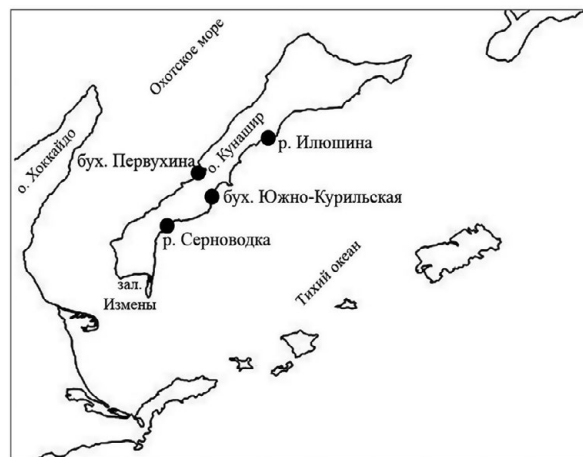 Охотское море
о. Хоккайдо
бух. Первухина
о. Кунашир
р. Илюшина
бух. Южно-Курильская
р. Серноводка
зал.
Измены
Тихий океан